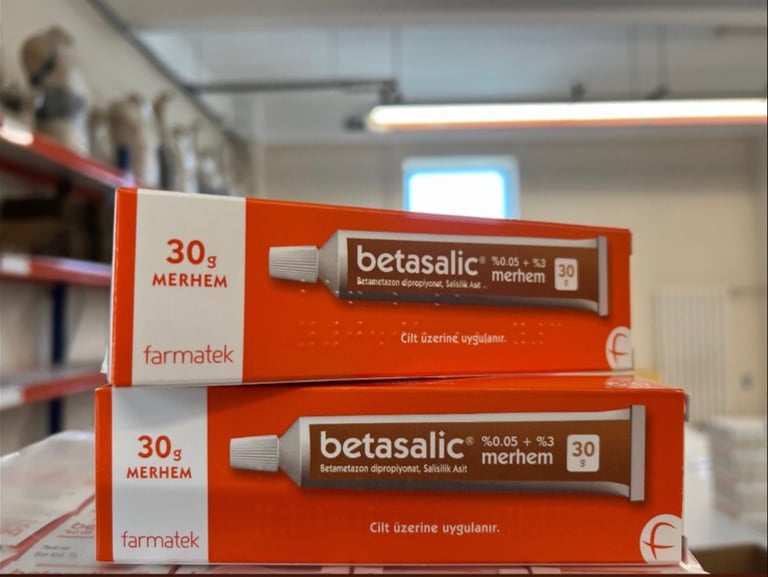 30g
MERHEM
farmatek
betasalic® %0.05 + %3
merhem 30 g
Betametazon dipropiyonat, Salisilik Asit
Cilt üzerine uygulanır.
30g
MERHEM
farmatek
betasalic® %0.05 + %3
merhem 30 g
Betametazon dipropiyonat, Salisilik Asit
Cilt üzerine uygulanır.